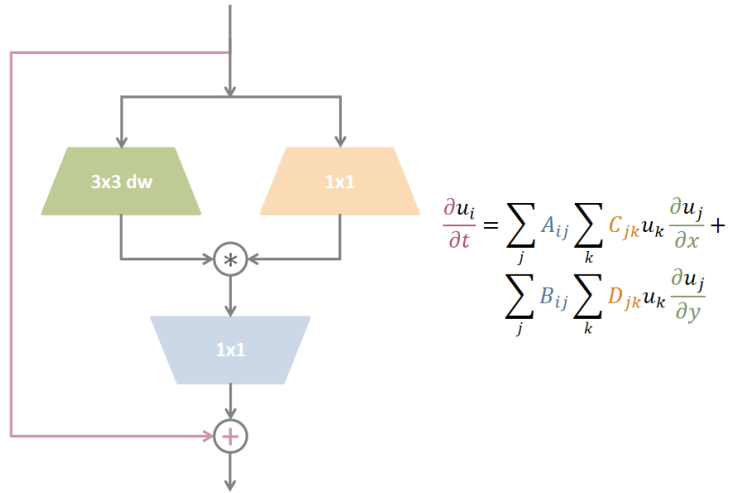 3x3 dw
1x1
*
1x1
+
∂u_i/∂t = ∑_j A_ij ∑_k C_jk u_k ∂u_j/∂x +
∑_j B_ij ∑_k D_jk u_k ∂u_j/∂y